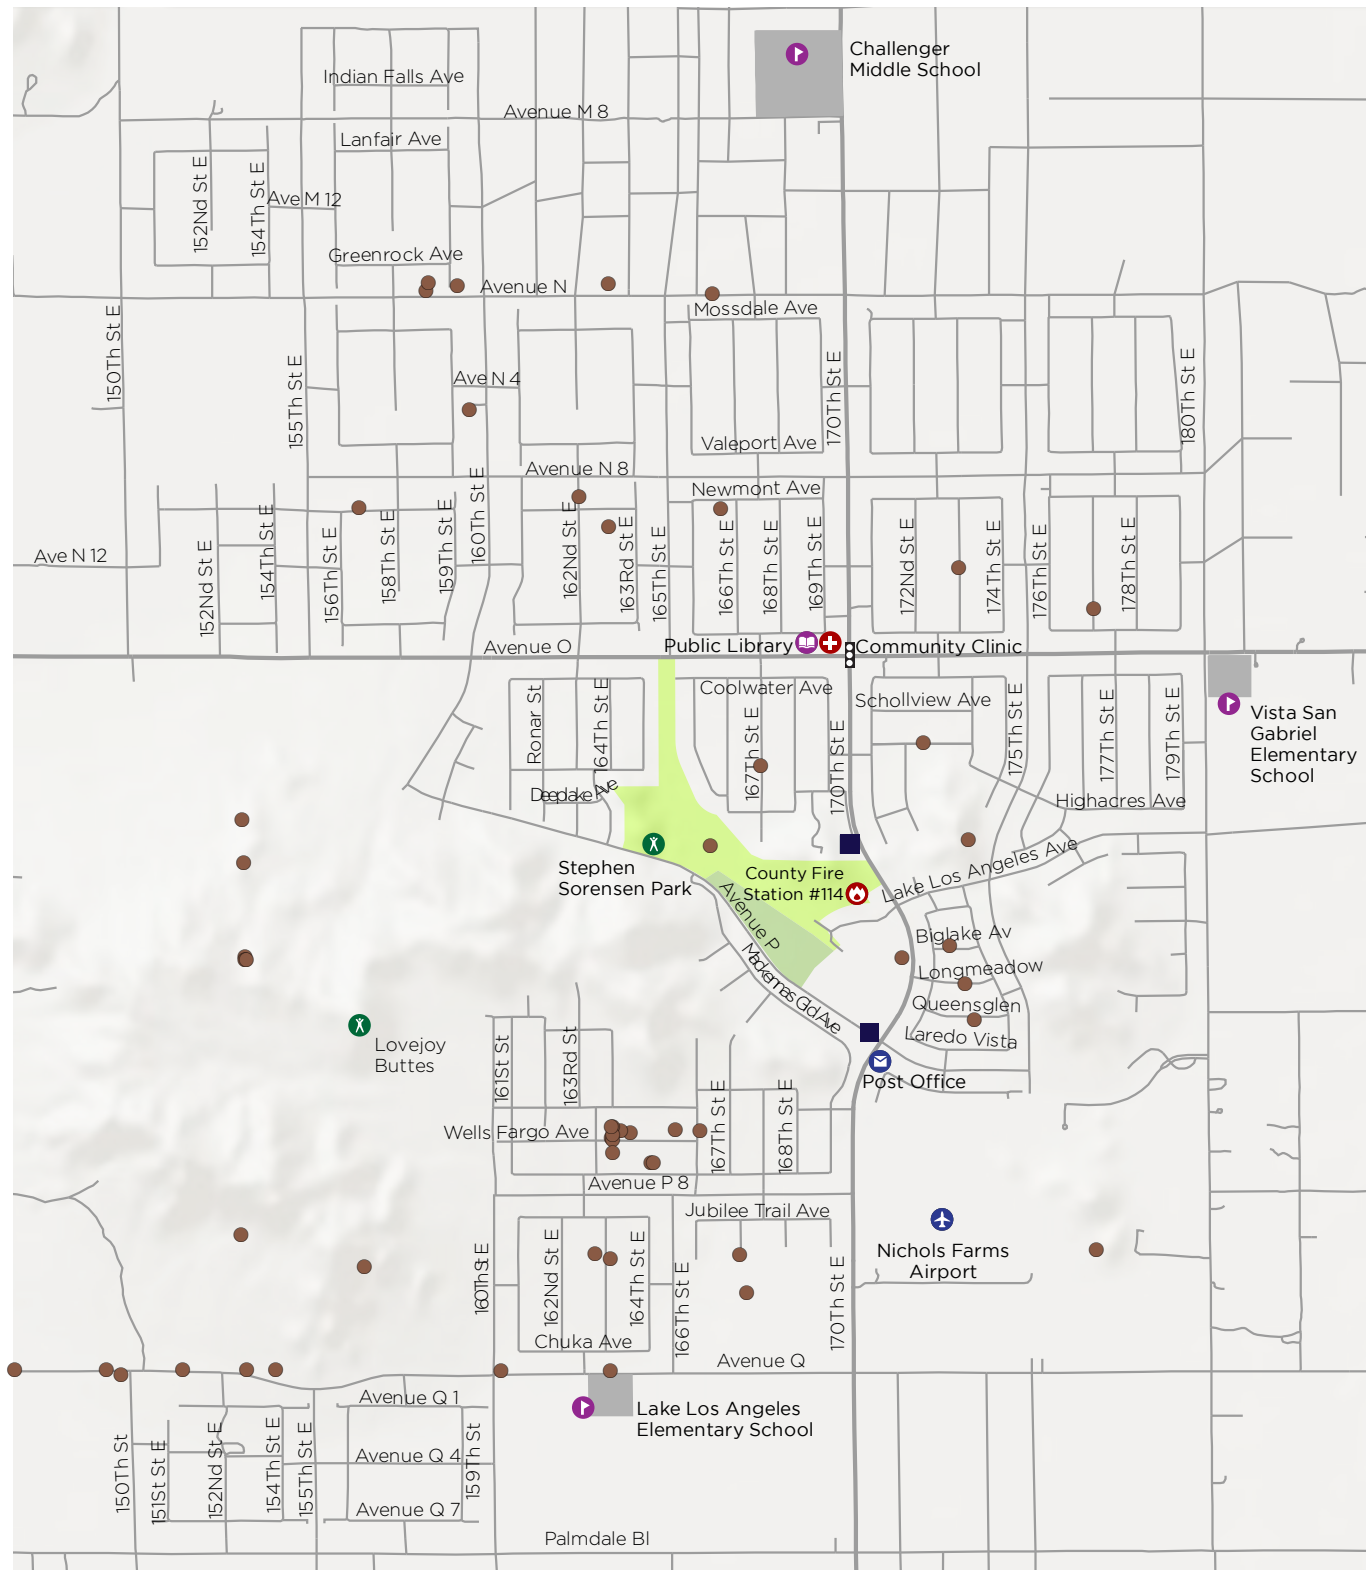 Challenger
Middle School
Indian Falls Ave
Avenue M 8
Lanfair Ave
152Nd St E
154Th St E
Ave M 12
Greenrock Ave
Avenue N
Mossdale Ave
150Th St E
155Th St E
Ave N 4
170Th St E
180Th St E
Valeport Ave
Avenue N 8
Newmont Ave
160Th St E
Ave N 12
152Nd St E
154Th St E
156Th St E
158Th St E
159Th St E
162Nd St E
163Rd St E
165Th St E
166Th St E
168Th St E
169Th St E
172Nd St E
174Th St E
176Th St E
178Th St E
Avenue O
Public Library
Community Clinic
Ronar St
164Th St E
Coolwater Ave
Schollview Ave
167Th St E
170Th St E
175Th St E
177Th St E
179Th St E
Vista San
Gabriel
Elementary
School
Deeplake Ave
Highacres Ave
Stephen
Sorensen Park
County Fire
Station #114
Lake Los Angeles Ave
Avenue P
Mackennas Gld Ave
Biglake Av
Longmeadow
Queensglen
Laredo Vista
Lovejoy
Buttes
161St St
163Rd St
Post Office
Wells Fargo Ave
167Th St E
168Th St E
Avenue P 8
Jubilee Trail Ave
160Th St E
162Nd St E
164Th St E
166Th St E
170Th St E
Nichols Farms
Airport
Chuka Ave
Avenue Q
Avenue Q 1
Lake Los Angeles
Elementary School
150Th St
151St St E
152Nd St E
154Th St E
155Th St E
Avenue Q 4
159Th St
Avenue Q 7
Palmdale Bl